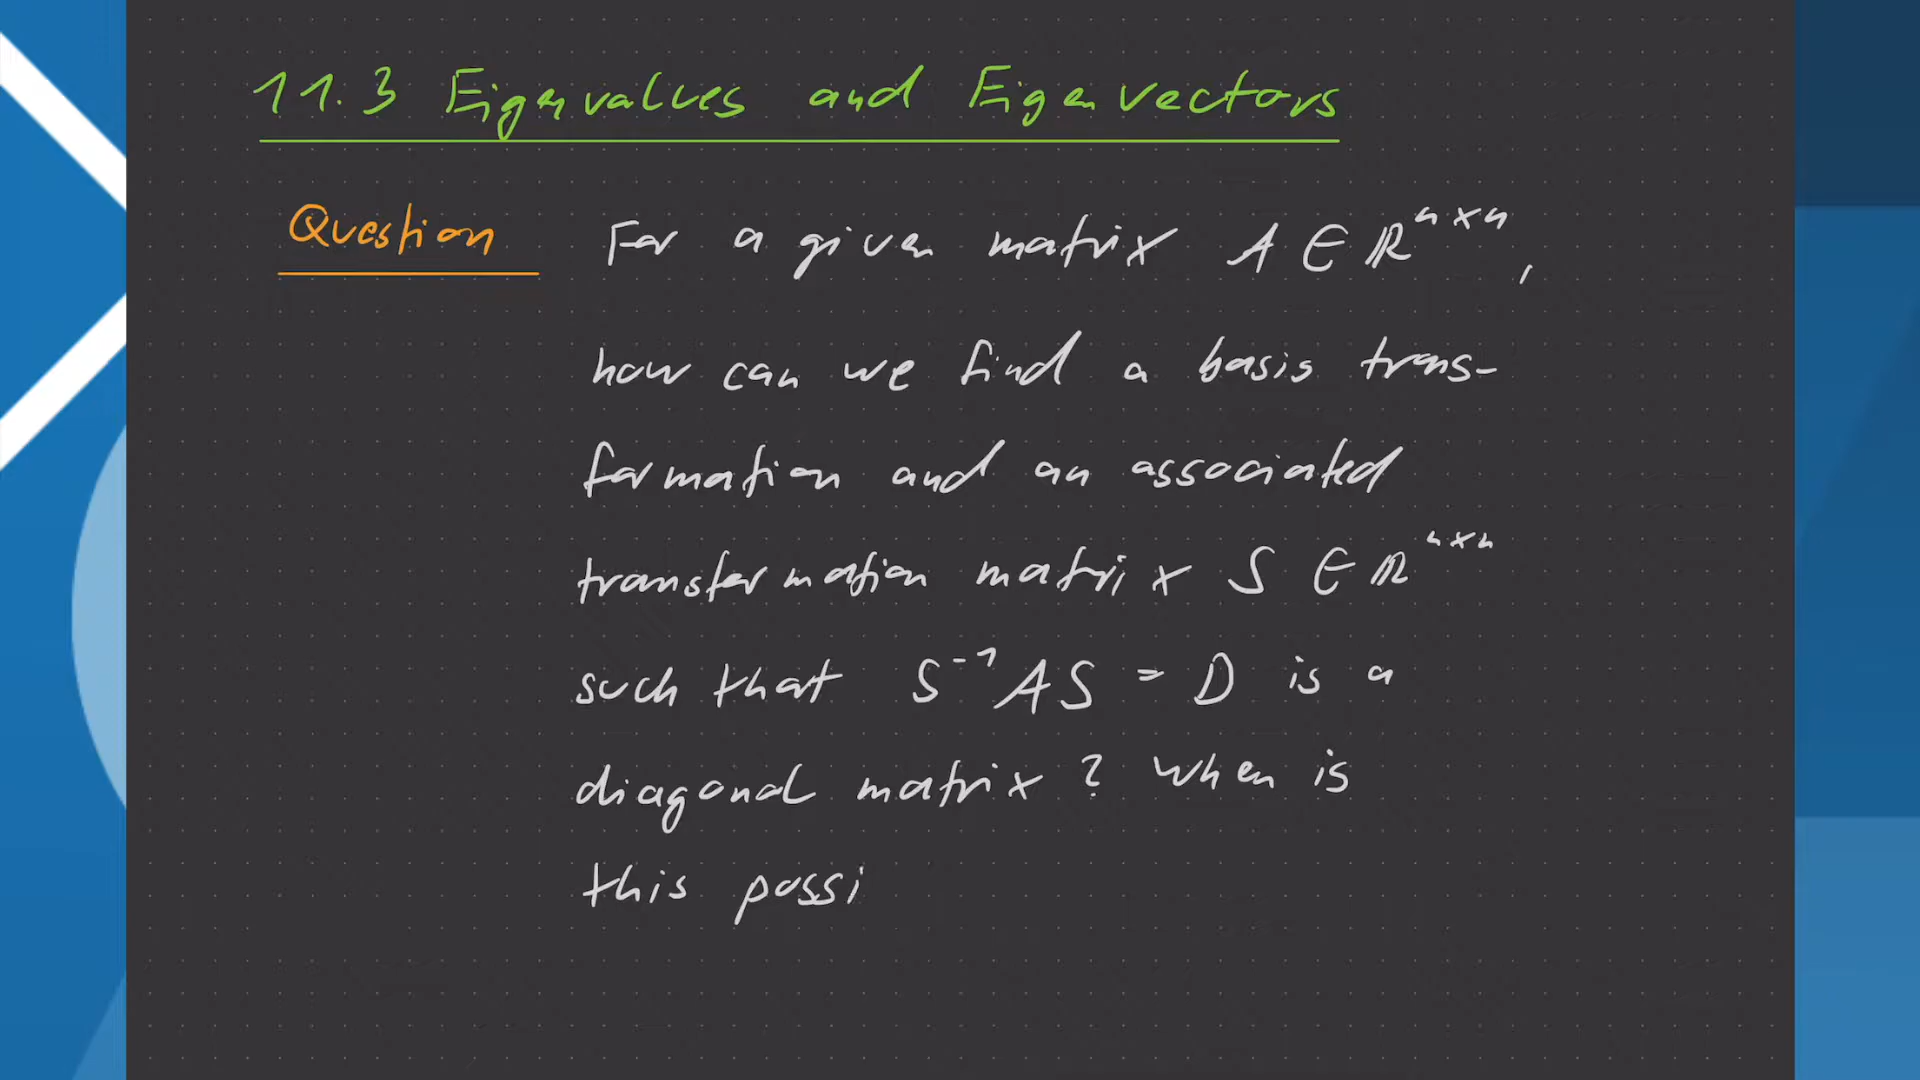 11.3 Eigenvalues and Eigenvectors
Question For a given matrix A ∈ ℝⁿˣⁿ,
how can we find a basis trans-
formation and an associated
transformation matrix S ∈ ℝⁿˣⁿ
such that S⁻¹AS = D is a
diagonal matrix? When is
this possi